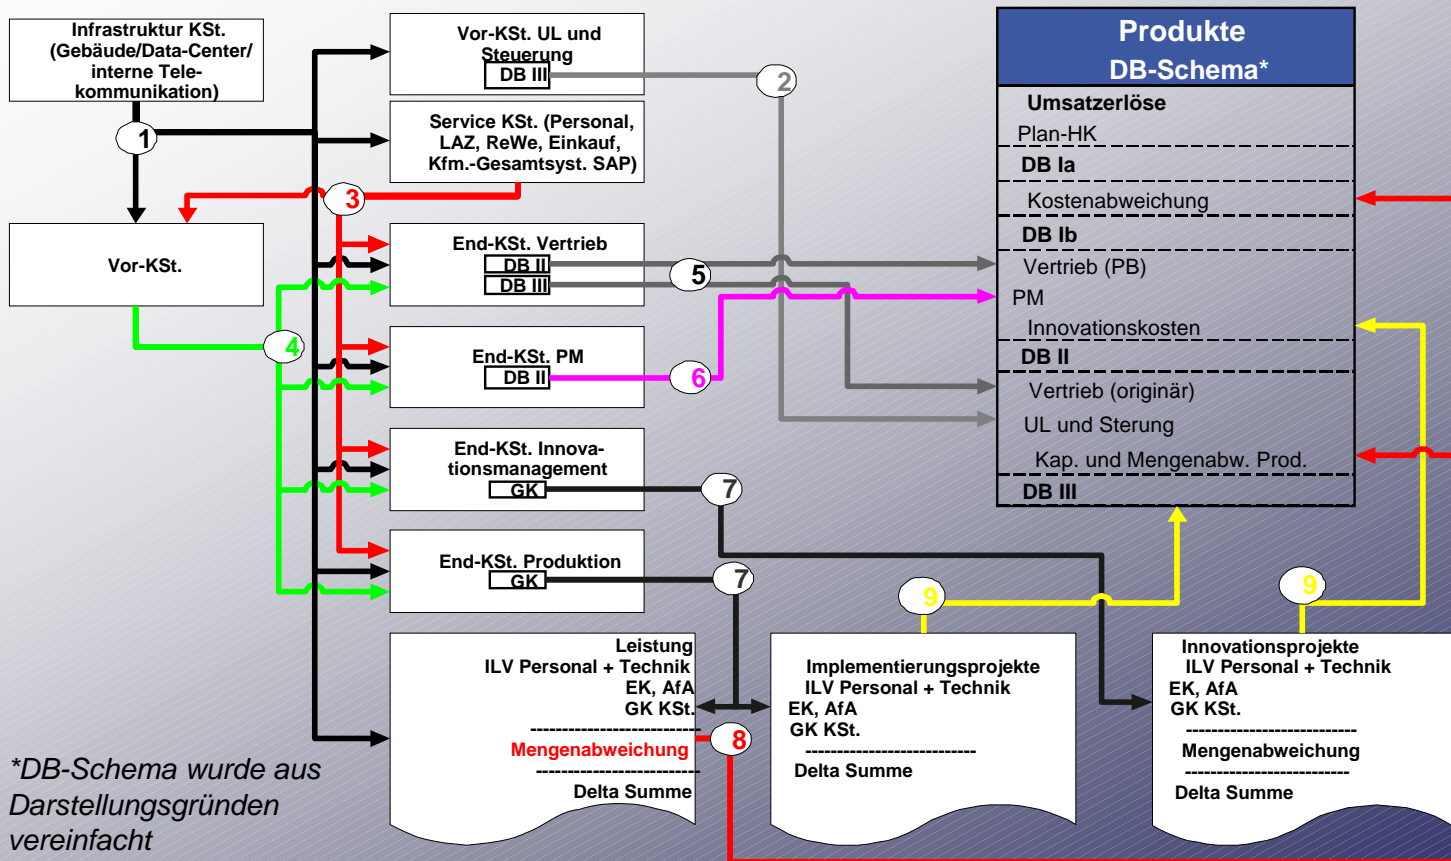 Infrastruktur KSt.
(Gebäude/Data-Center/
interne Tele-
kommunikation)
1
Vor-KSt.
4
3
Vor-KSt. UL und
Steuerung
DB III
2
Service KSt. (Personal,
LAZ, ReWe, Einkauf,
Kfm.-Gesamtsyst. SAP)
End-KSt. Vertrieb
DB II
DB III
5
End-KSt. PM
DB II
6
End-KSt. Innova-
tionsmanagement
GK
7
End-KSt. Produktion
GK
7
Produkte
DB-Schema*
Umsatzerlöse
Plan-HK
DB Ia
Kostenabweichung
DB Ib
Vertrieb (PB)
PM
Innovationskosten
DB II
Vertrieb (originär)
UL und Sterung
Kap. und Mengenabw. Prod.
DB III
9
9
Leistung
ILV Personal + Technik
EK, AfA
GK KSt.
--------------------------
Mengenabweichung
--------------------------
Delta Summe
8
Implementierungsprojekte
ILV Personal + Technik
EK, AfA
GK KSt.
---------------------------
Delta Summe
Innovationsprojekte
ILV Personal + Technik
EK, AfA
GK KSt.
---------------------------
Mengenabweichung
--------------------------
Delta Summe
*DB-Schema wurde aus
Darstellungsgründen
vereinfacht